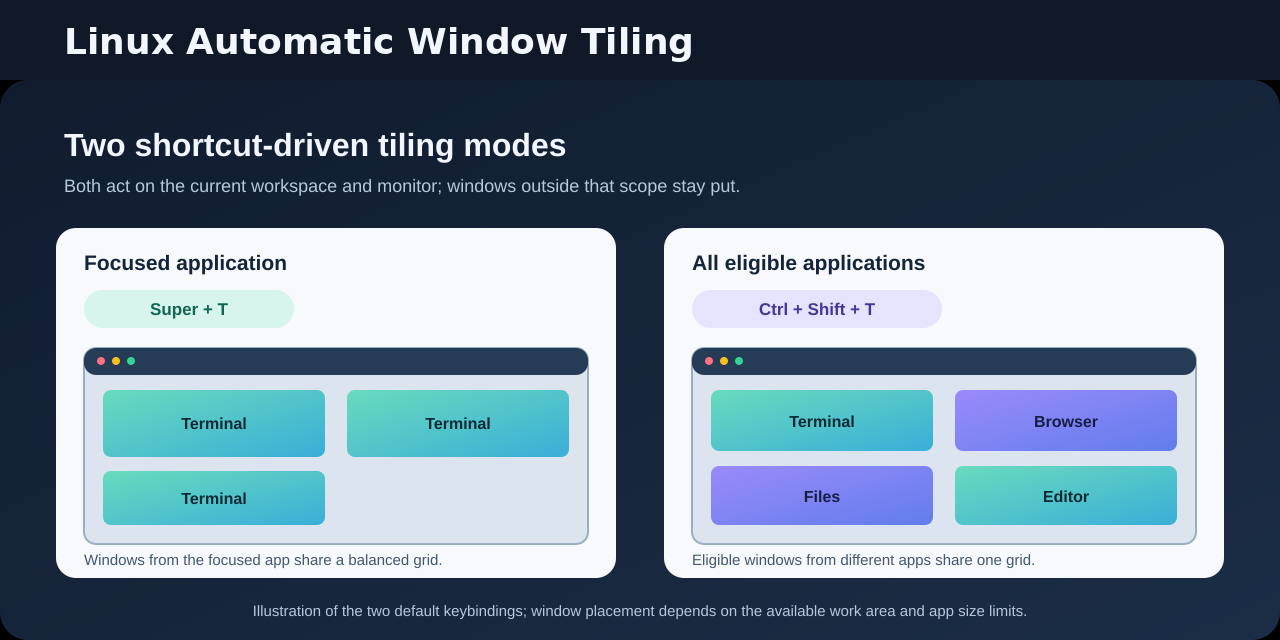 Linux Automatic Window Tiling
Two shortcut-driven tiling modes
Both act on the current workspace and monitor; windows outside that scope stay put.
Focused application
Super + T
Terminal
Terminal
Terminal
Windows from the focused app share a balanced grid.
All eligible applications
Ctrl + Shift + T
Terminal
Browser
Files
Editor
Eligible windows from different apps share one grid.
Illustration of the two default keybindings; window placement depends on the available work area and app size limits.